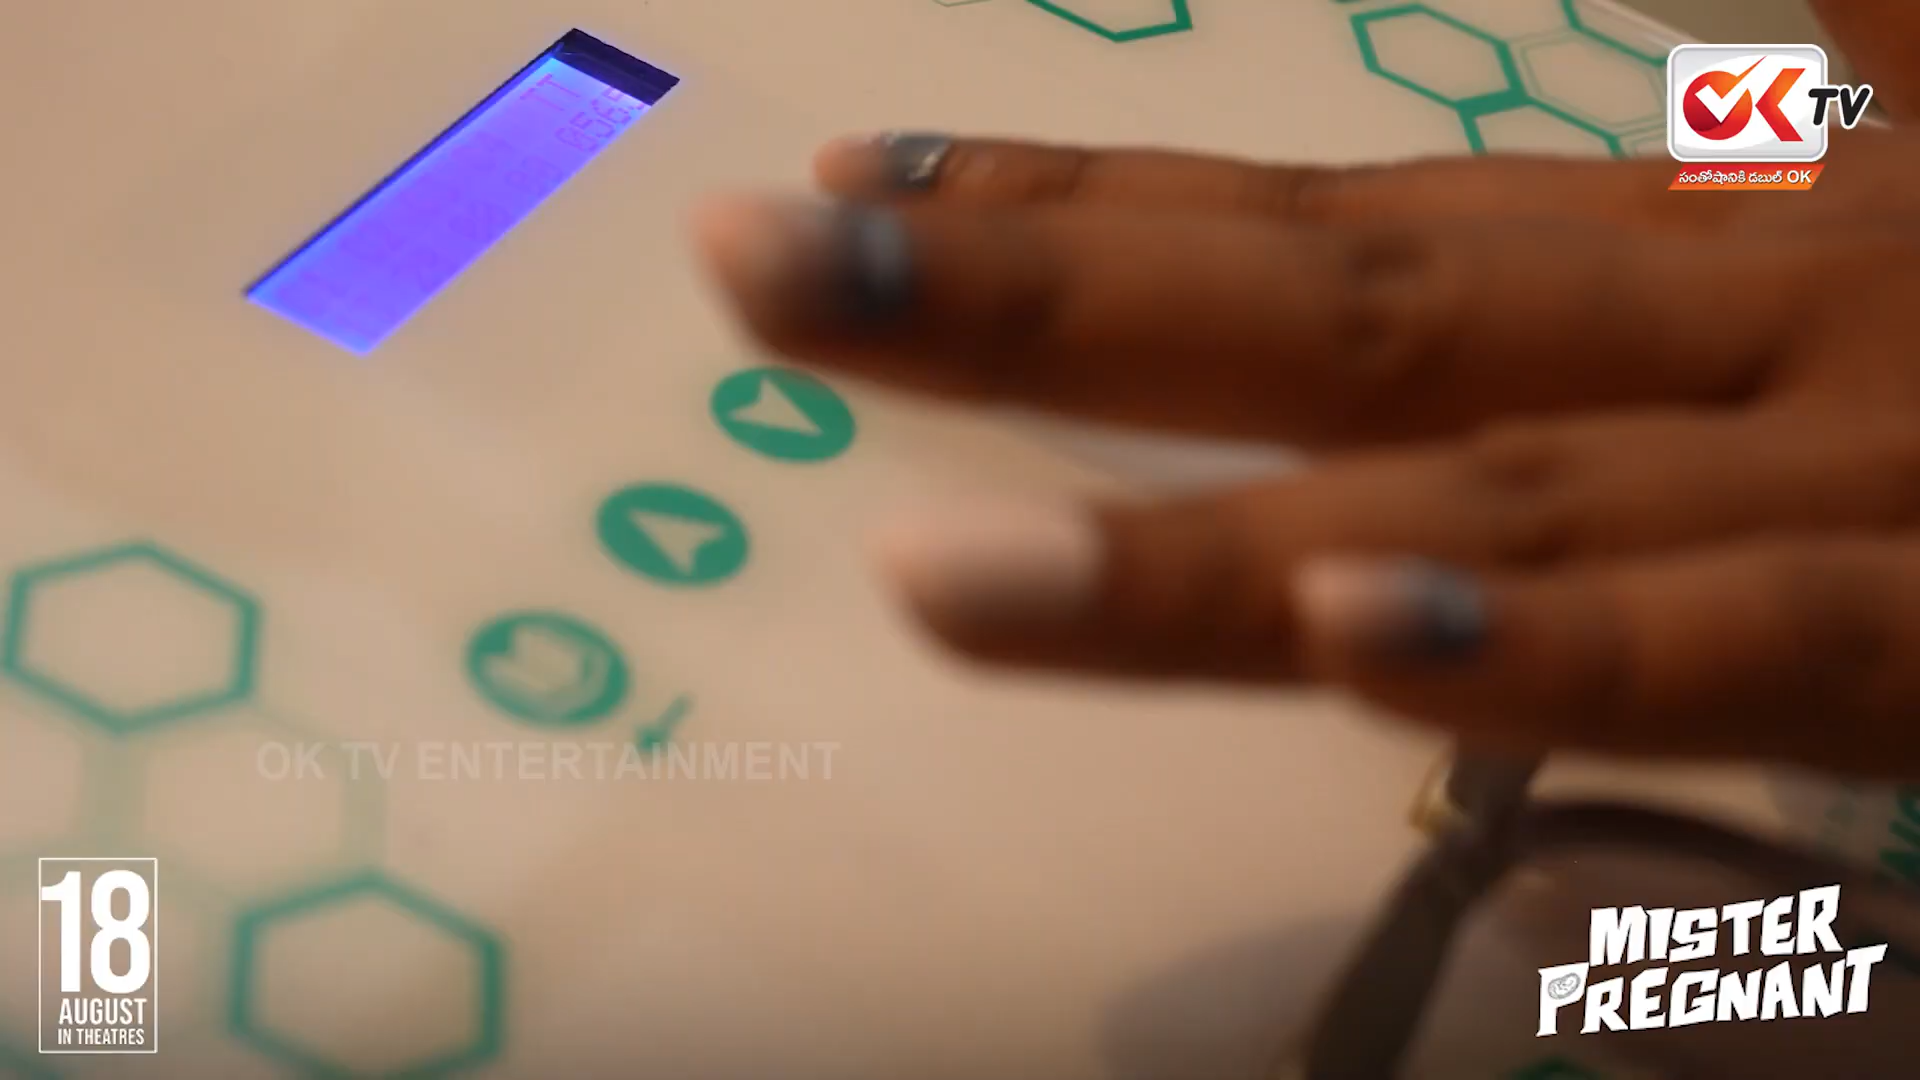 OK TV
సంతోషానికి డబుల్ OK
OK TV ENTERTAINMENT
18
AUGUST
IN THEATRES
MISTER
PREGNANT